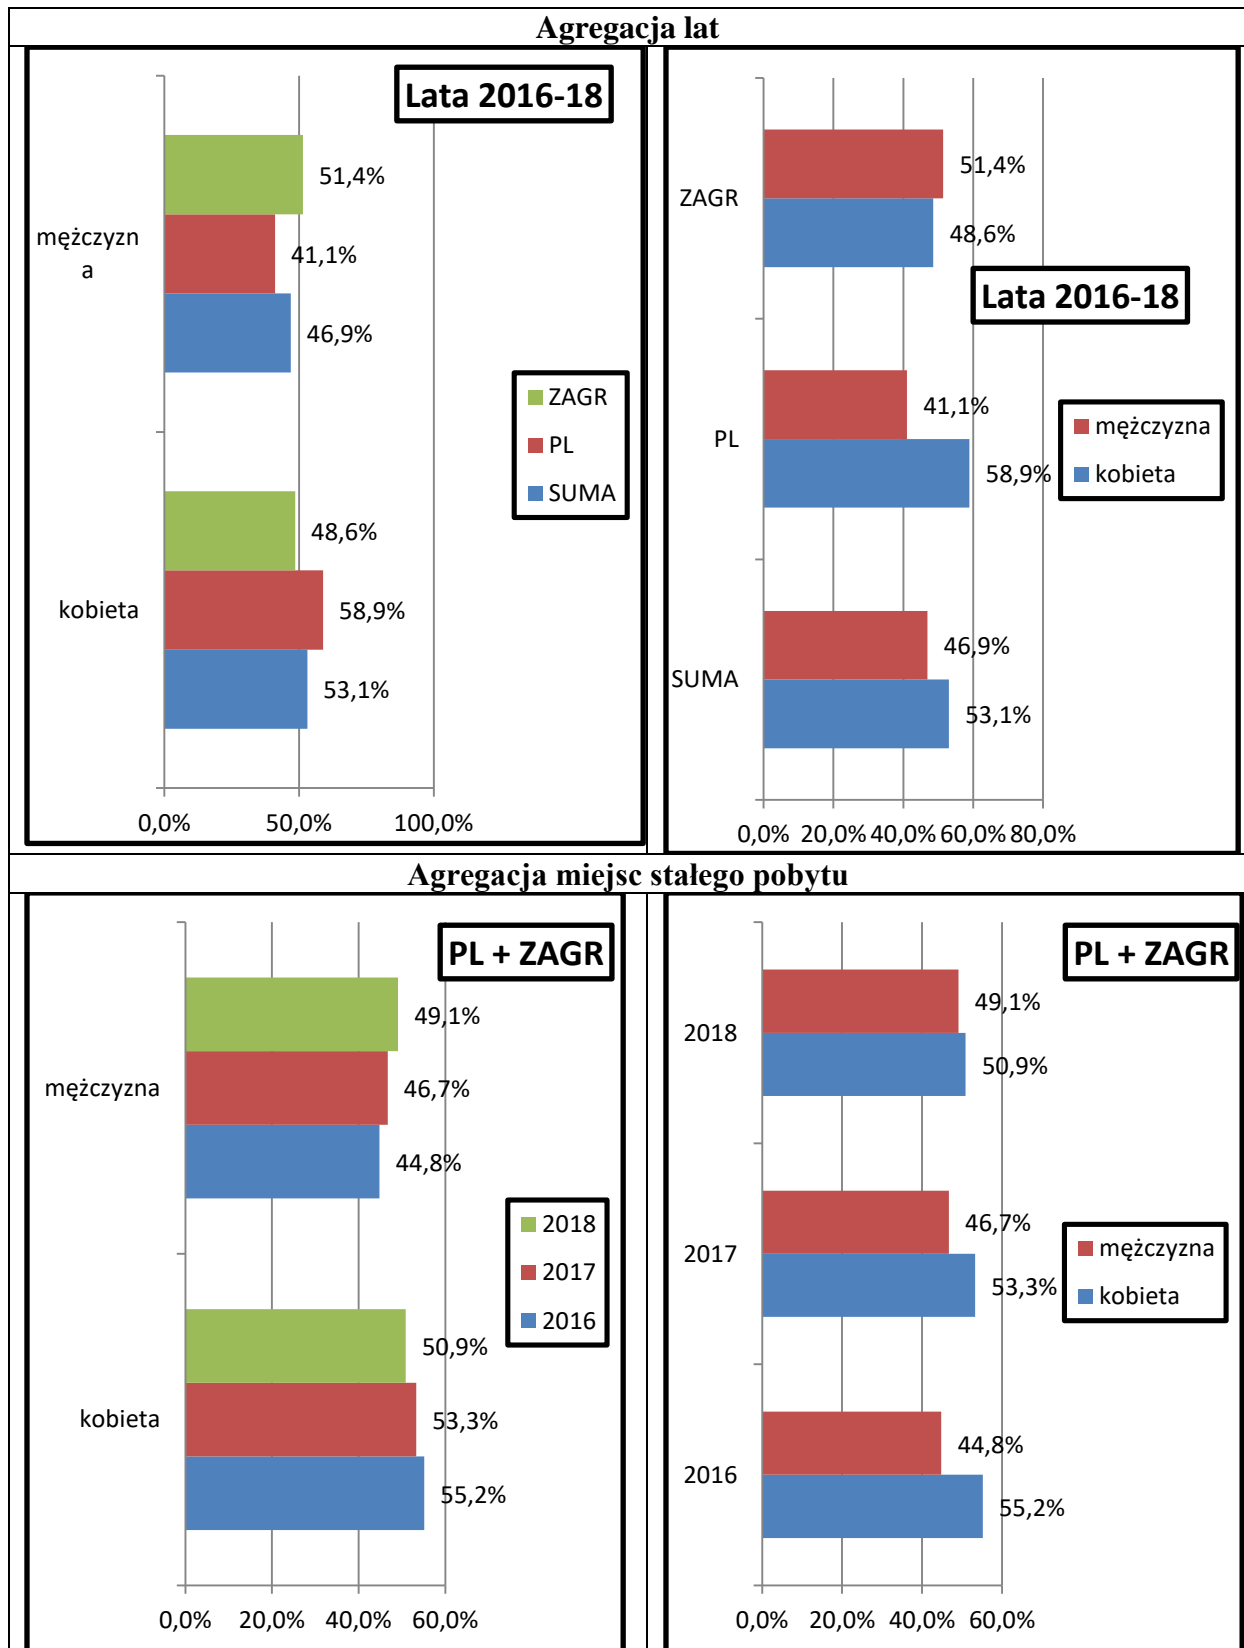 Agregacja lat
Lata 2016-18
mężczyzn
a
51,4%
41,1%
46,9%
kobieta
48,6%
58,9%
53,1%
ZAGR
PL
SUMA
0,0%
50,0%
100,0%
Lata 2016-18
ZAGR
51,4%
48,6%
PL
41,1%
58,9%
SUMA
46,9%
53,1%
mężczyzna
kobieta
0,0%
20,0%
40,0%
60,0%
80,0%
Agregacja miejsc stałego pobytu
PL + ZAGR
mężczyzna
49,1%
46,7%
44,8%
kobieta
50,9%
53,3%
55,2%
2018
2017
2016
0,0%
20,0%
40,0%
60,0%
PL + ZAGR
2018
49,1%
50,9%
2017
46,7%
53,3%
2016
44,8%
55,2%
mężczyzna
kobieta
0,0%
20,0%
40,0%
60,0%